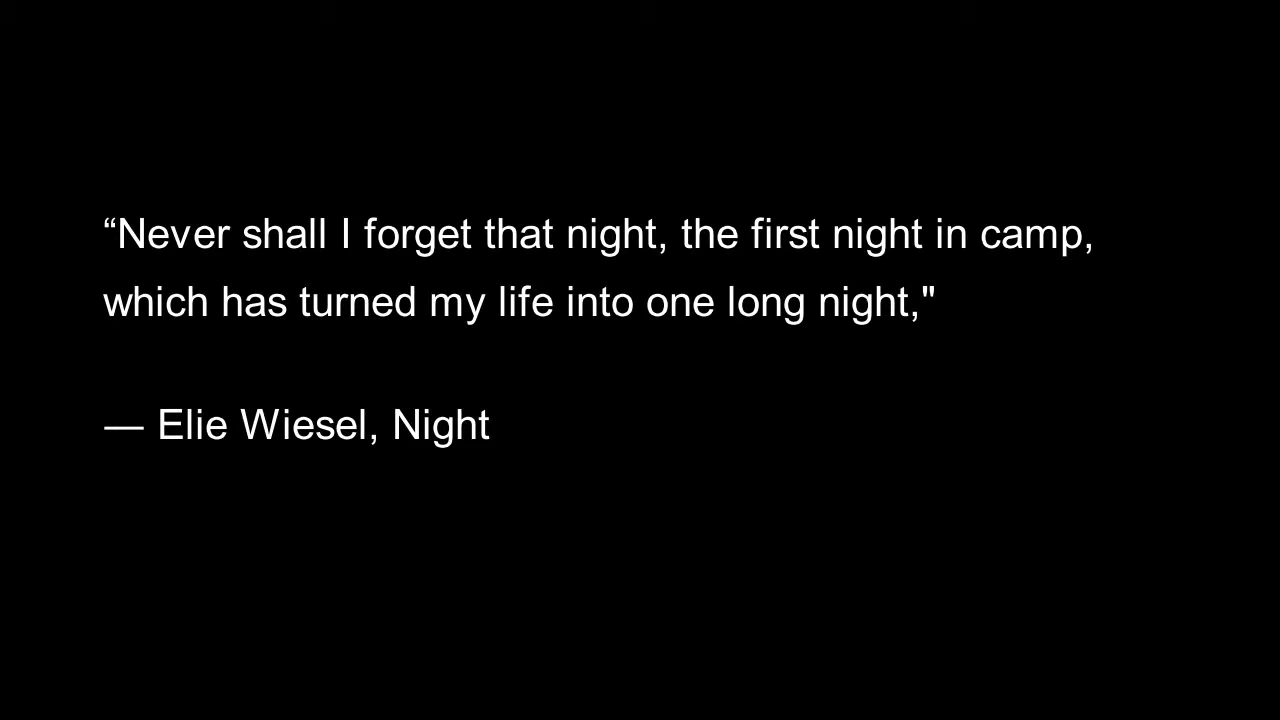 “Never shall I forget that night, the first night in camp,
which has turned my life into one long night,"
— Elie Wiesel, Night